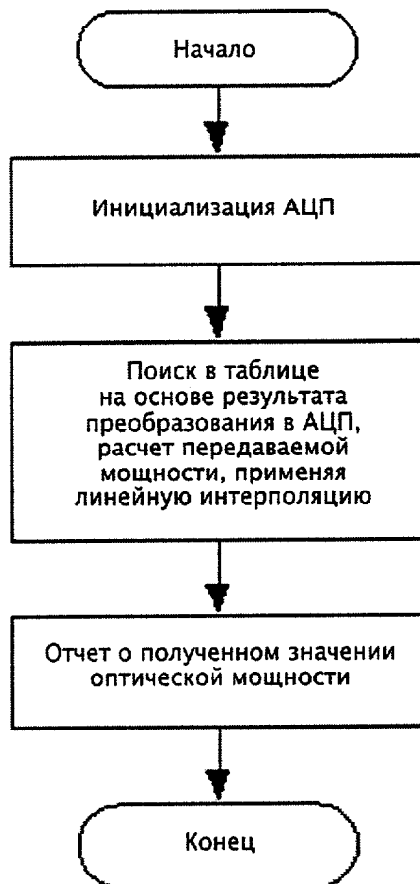 Начало
Инициализация АЦП
Поиск в таблице
на основе результата
преобразования в АЦП,
расчет передаваемой
мощности, применяя
линейную интерполяцию
Отчет о полученном значении
оптической мощности
Конец